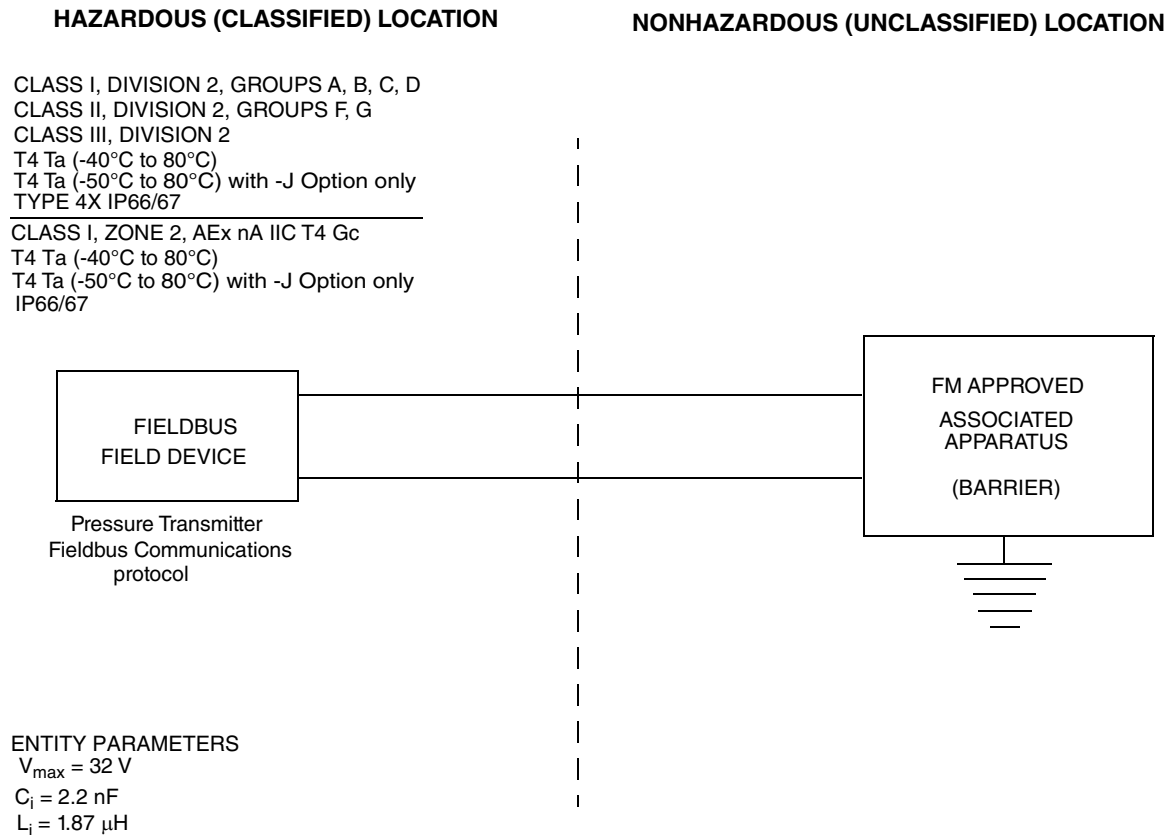 HAZARDOUS (CLASSIFIED) LOCATION
NONHAZARDOUS (UNCLASSIFIED) LOCATION
CLASS I, DIVISION 2, GROUPS A, B, C, D
CLASS II, DIVISION 2, GROUPS F, G
CLASS III, DIVISION 2
T4 Ta (-40°C to 80°C)
T4 Ta (-50°C to 80°C) with -J Option only
TYPE 4X IP66/67
CLASS I, ZONE 2, AEx nA IIC T4 Gc
T4 Ta (-40°C to 80°C)
T4 Ta (-50°C to 80°C) with -J Option only
IP66/67
FIELDBUS
FIELD DEVICE
Pressure Transmitter
Fieldbus Communications
protocol
FM APPROVED
ASSOCIATED
APPARATUS
(BARRIER)
ENTITY PARAMETERS
Vmax = 32 V
Ci = 2.2 nF
Li = 1.87 μH